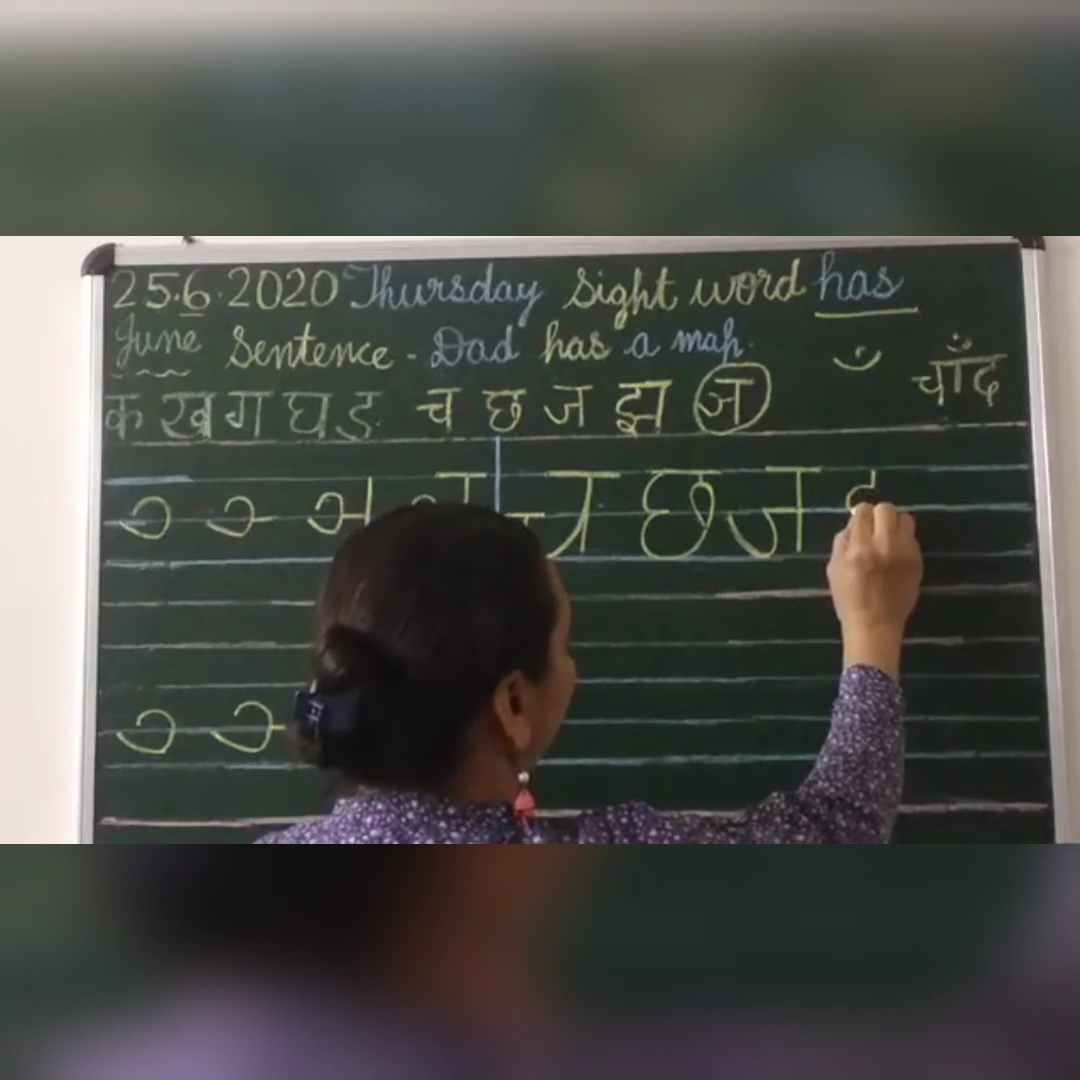 25.6.2020 Thursday Sight word has
June Sentence - Dad has a map.
चाँद
क ख ग घ ङ च छ ज झ ञ
च छ ज